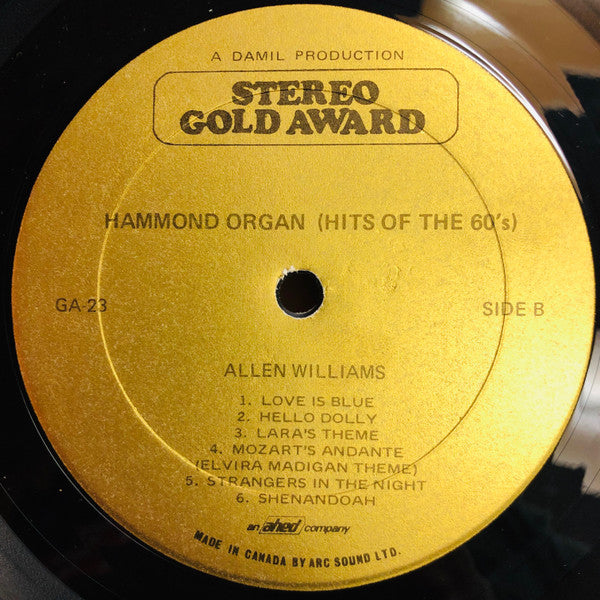 A DAMIL PRODUCTION
STEREO
GOLD AWARD
HAMMOND ORGAN (HITS OF THE 60's)
GA-23
SIDE B
ALLEN WILLIAMS
1. LOVE IS BLUE
2. HELLO DOLLY
3. LARA'S THEME
4. MOZART'S ANDANTE
(ELVIRA MADIGAN THEME)
5. STRANGERS IN THE NIGHT
6. SHENANDOAH
an ahed company
MADE IN CANADA BY ARC SOUND LTD.